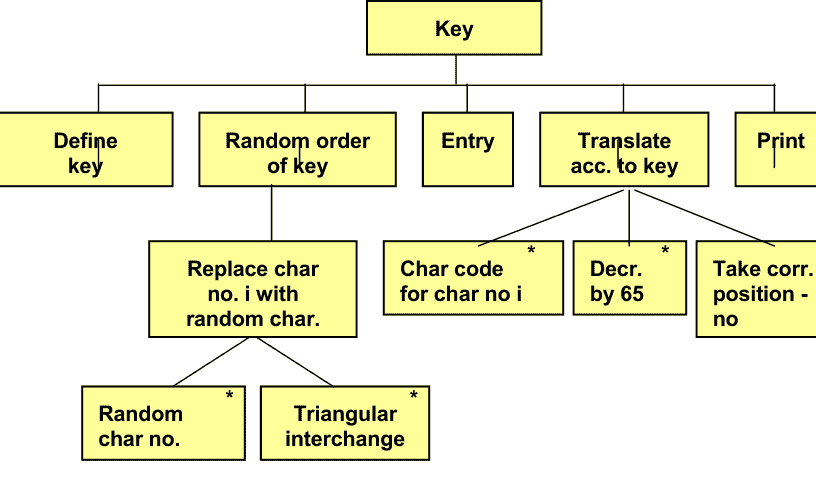 Key
Define
key
Random order
of key
Entry
Translate
acc. to key
Print
Replace char
no. i with
random char.
*
Char code
for char no i
*
Decr.
by 65
Take corr.
position -
no
*
Random
char no.
*
Triangular
interchange